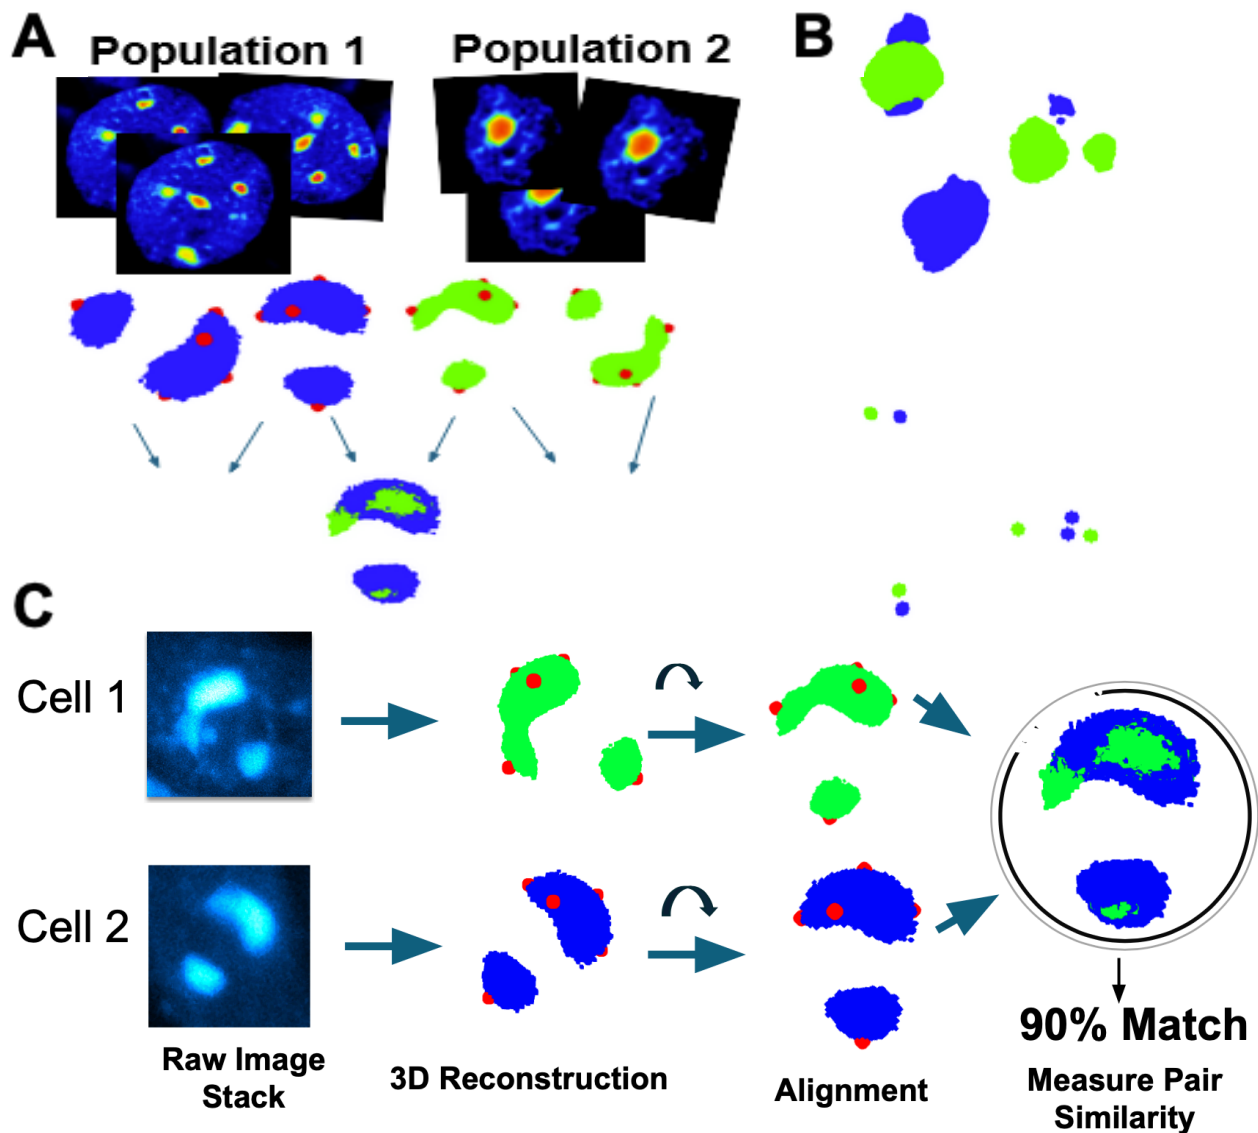 A
Population 1
Population 2
B
C
Cell 1
Cell 2
Raw Image
Stack
3D Reconstruction
Alignment
90% Match
Measure Pair
Similarity